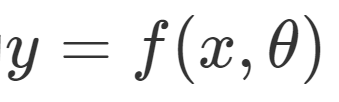 y = f(x, θ)